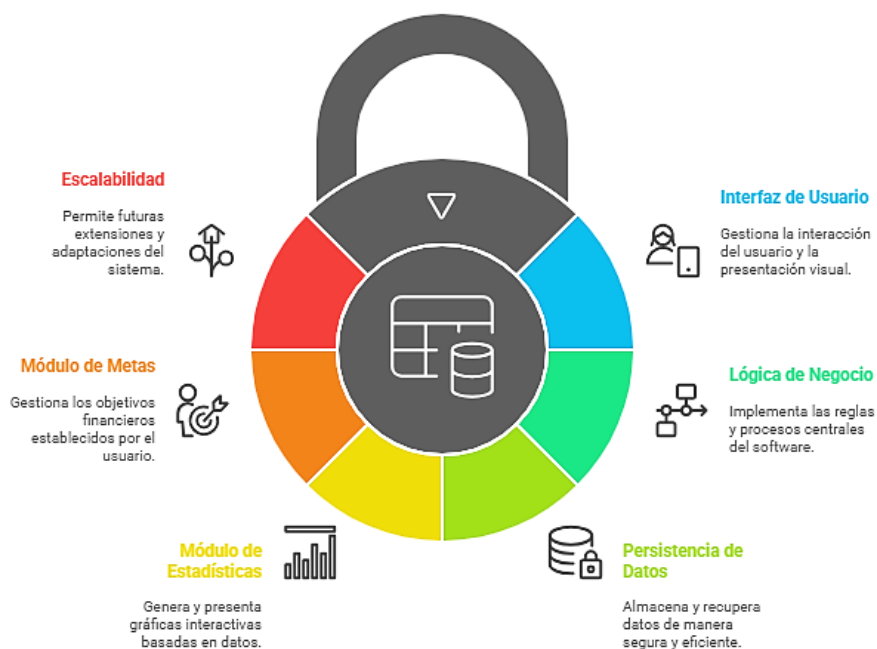 Escalabilidad
Permite futuras
extensiones y
adaptaciones del
sistema.
Interfaz de Usuario
Gestiona la interacción
del usuario y la
presentación visual.
Módulo de Metas
Gestiona los objetivos
financieros
establecidos por el
usuario.
Lógica de Negocio
Implementa las reglas
y procesos centrales
del software.
Módulo de
Estadísticas
Genera y presenta
gráficas interactivas
basadas en datos.
Persistencia de
Datos
Almacena y recupera
datos de manera
segura y eficiente.